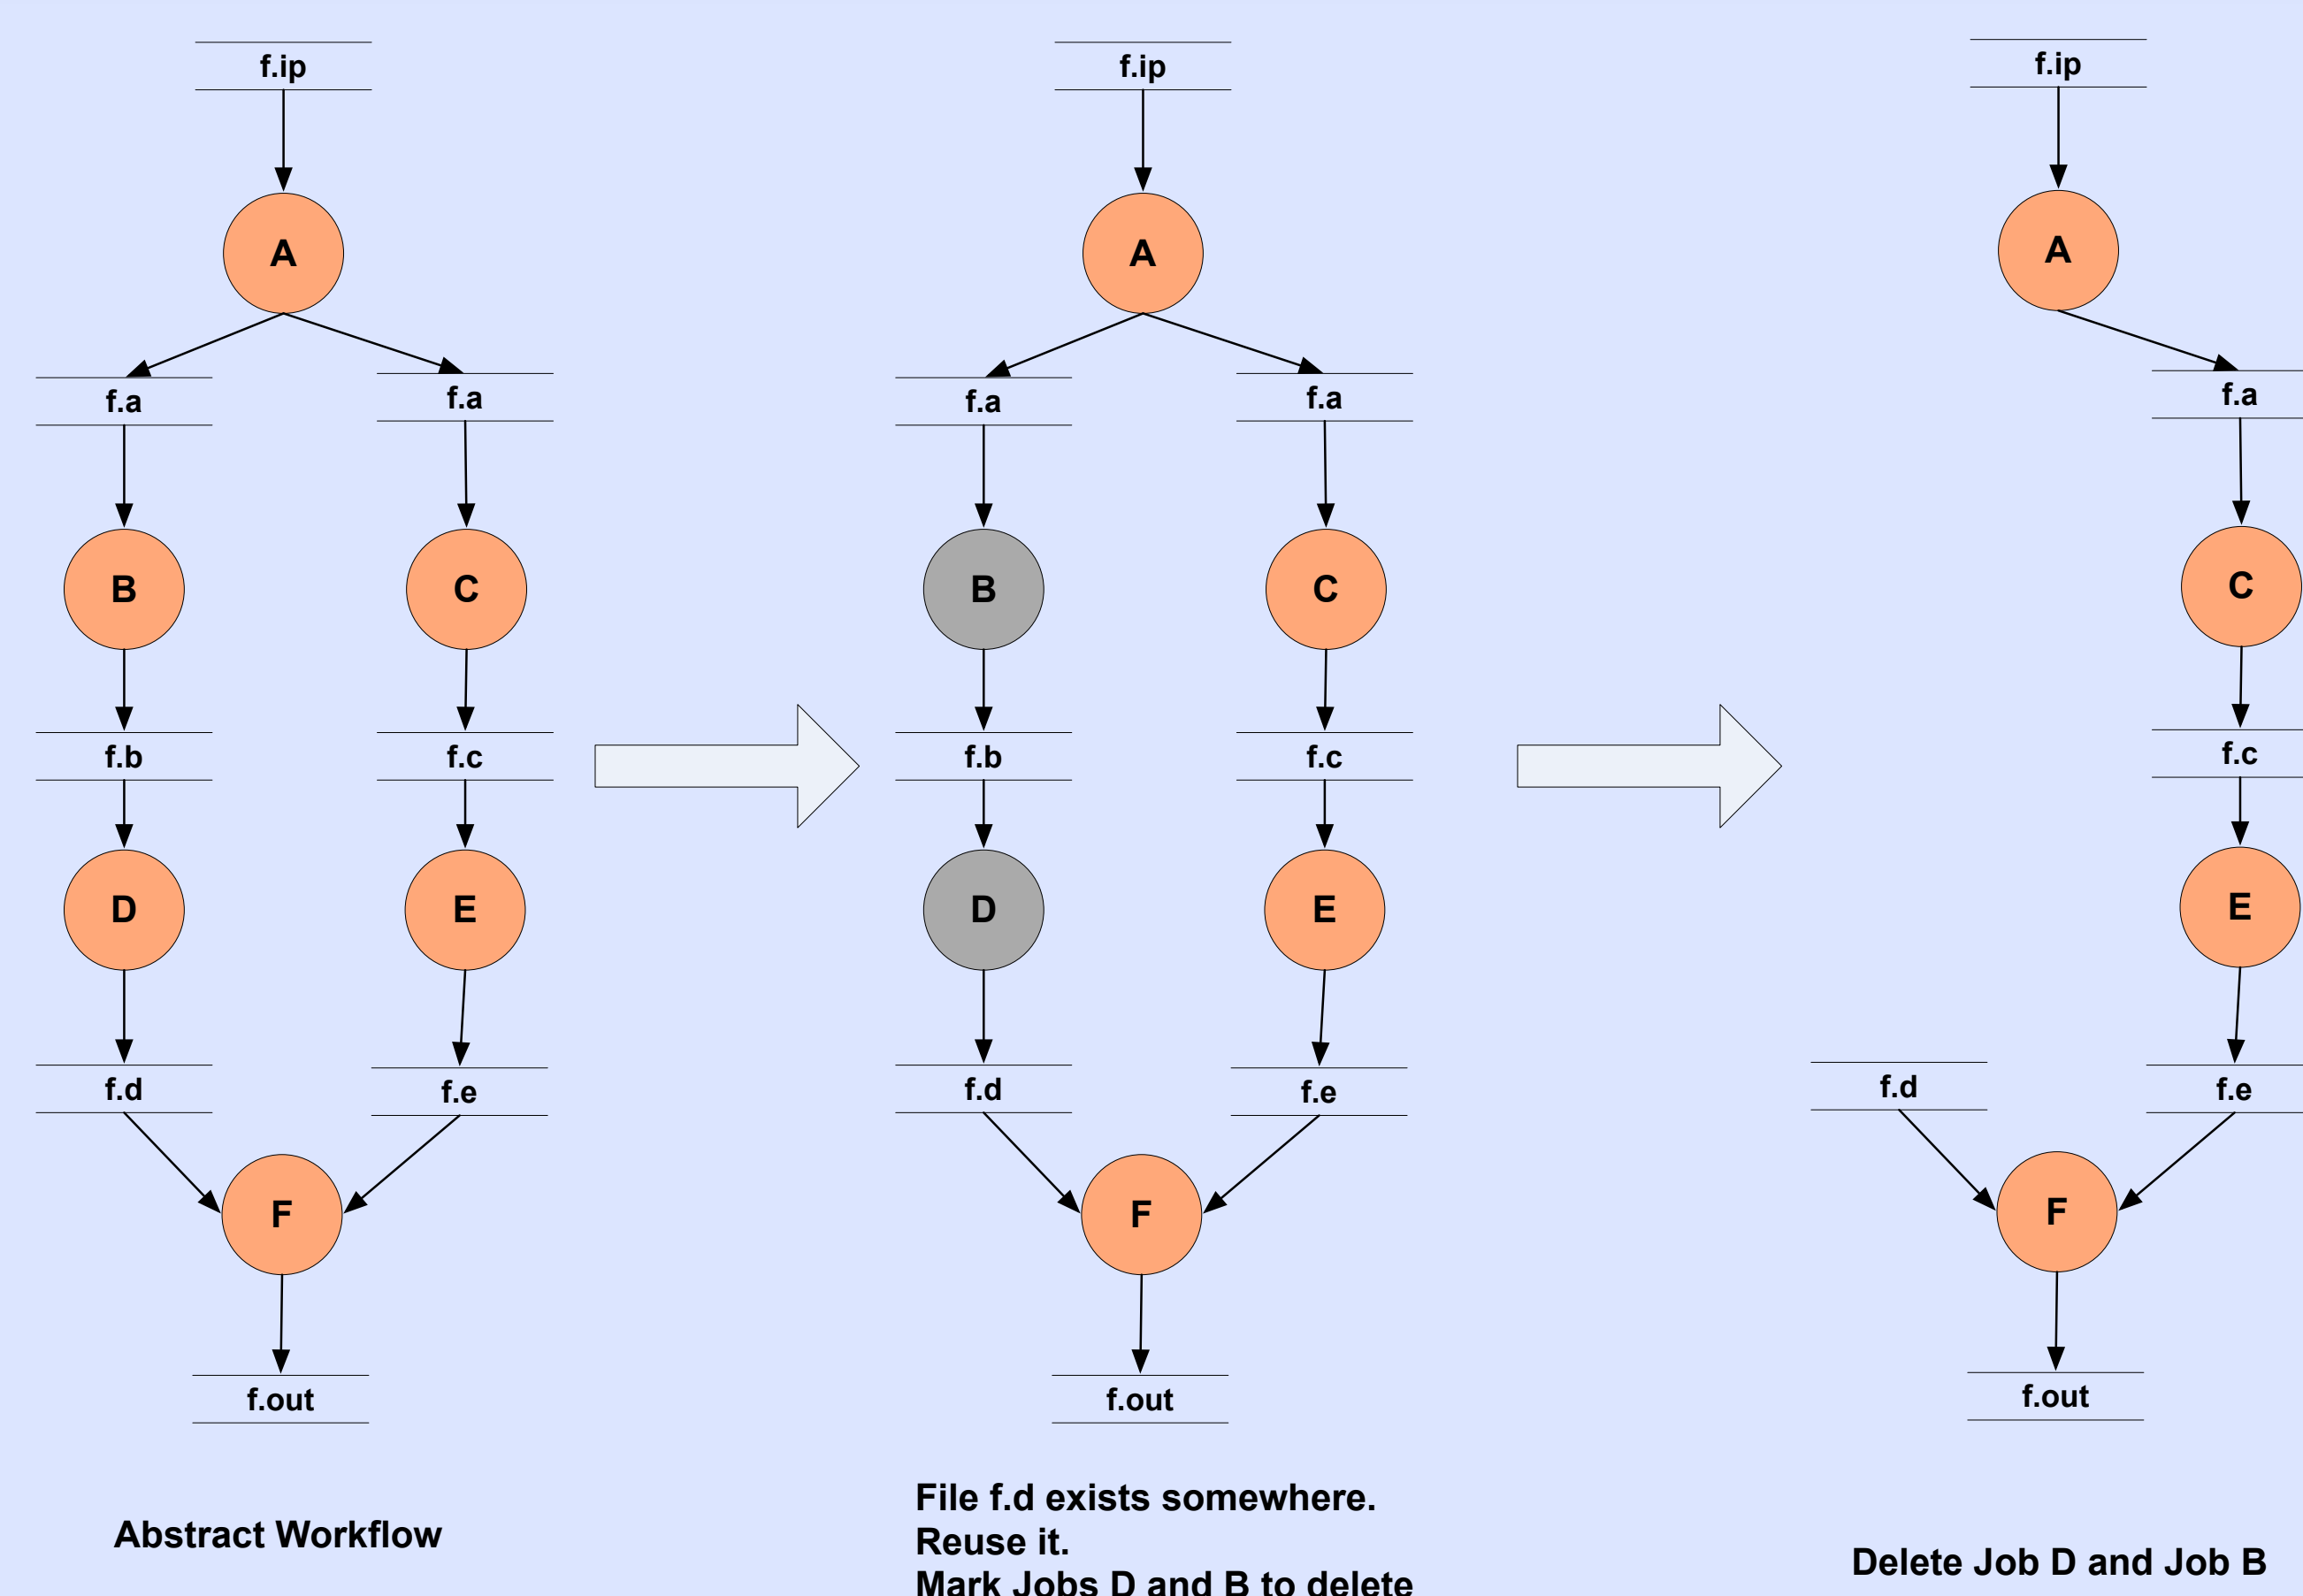 f.ip
A
f.a
f.a
B
C
f.b
f.c
D
E
f.d
f.e
F
f.out
Abstract Workflow
f.ip
A
f.a
f.a
B
C
f.b
f.c
D
E
f.d
f.e
F
f.out
File f.d exists somewhere.
Reuse it.
Mark Jobs D and B to delete
f.ip
A
f.a
C
f.c
E
f.d
f.e
F
f.out
Delete Job D and Job B